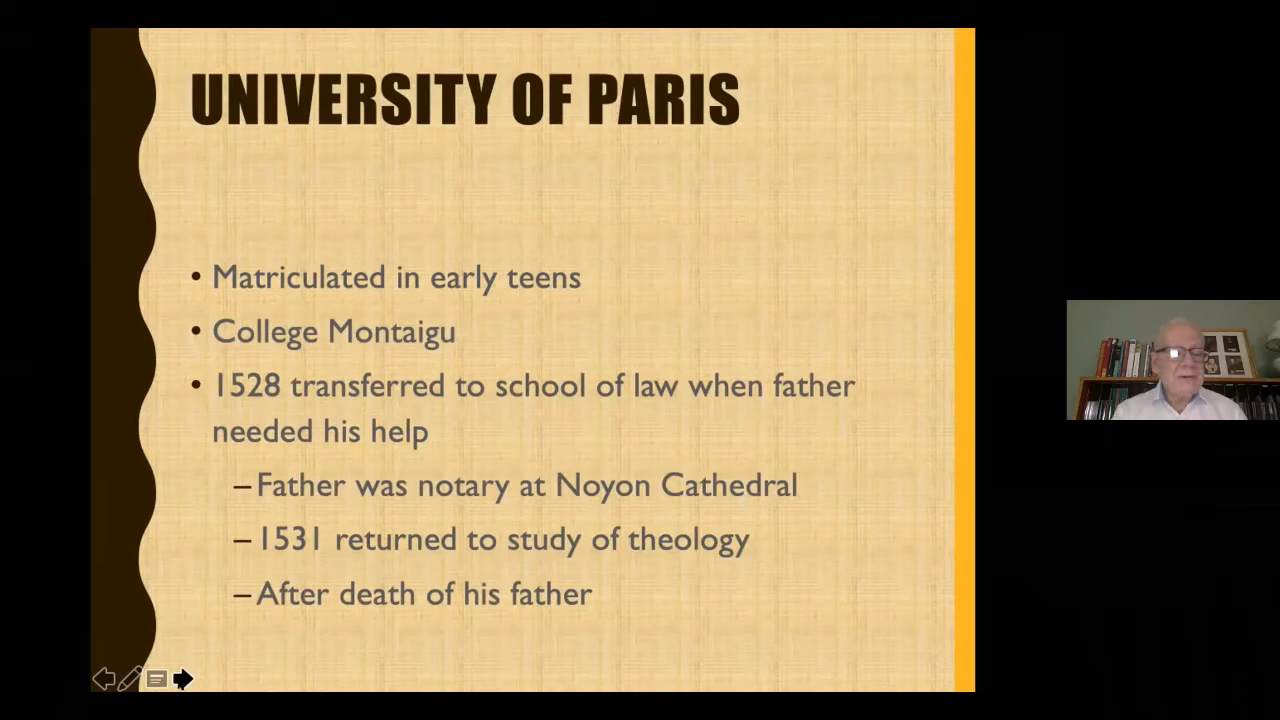 UNIVERSITY OF PARIS
• Matriculated in early teens
• College Montaigu
• 1528 transferred to school of law when father
needed his help
– Father was notary at Noyon Cathedral
– 1531 returned to study of theology
– After death of his father